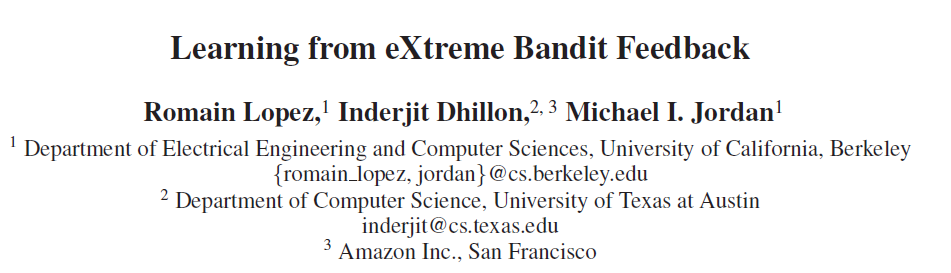 Learning from eXtreme Bandit Feedback
Romain Lopez,1 Inderjit Dhillon,2, 3 Michael I. Jordan1
1 Department of Electrical Engineering and Computer Sciences, University of California, Berkeley
{romain_lopez, jordan}@cs.berkeley.edu
2 Department of Computer Science, University of Texas at Austin
inderjit@cs.texas.edu
3 Amazon Inc., San Francisco